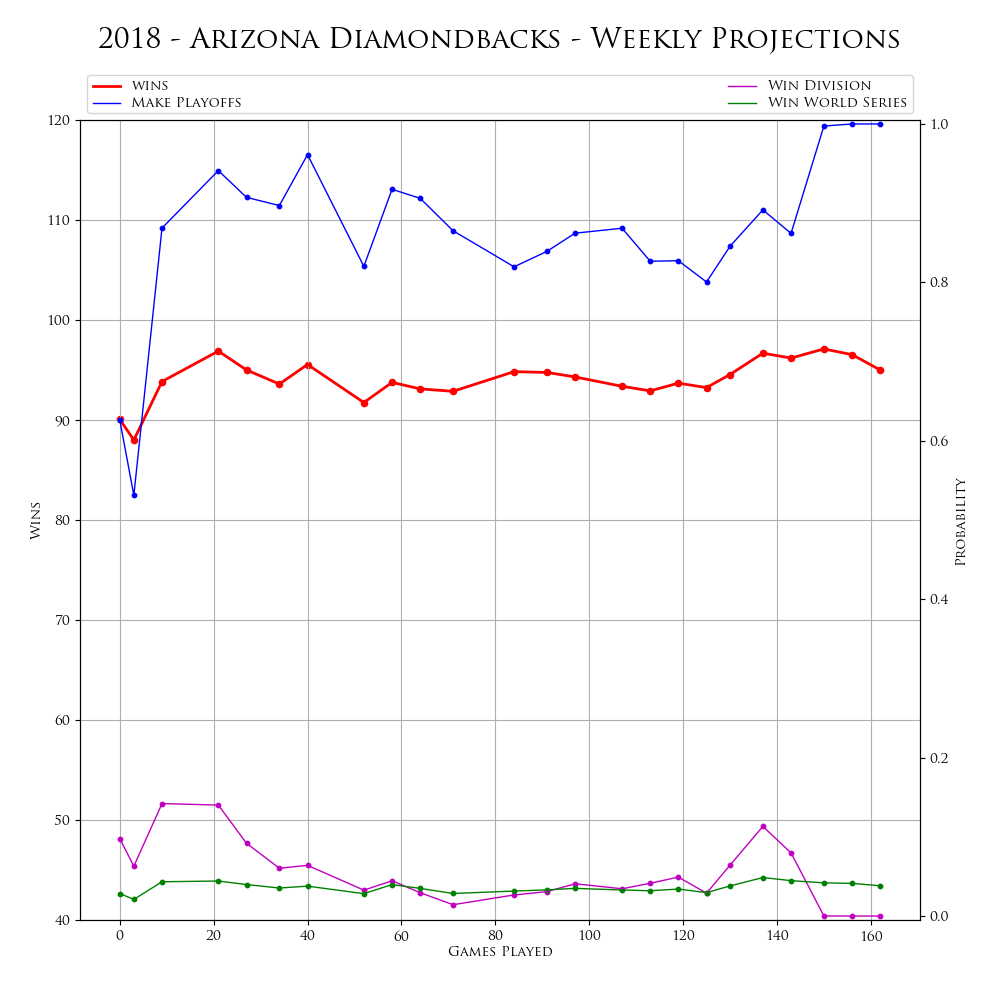 2018 - Arizona Diamondbacks - Weekly Projections
wins
Make Playoffs
Win Division
Win World Series
120
110
100
90
80
70
60
50
40
Wins
1.0
0.8
0.6
0.4
0.2
0.0
Probability
0 20 40 60 80 100 120 140 160
Games Played